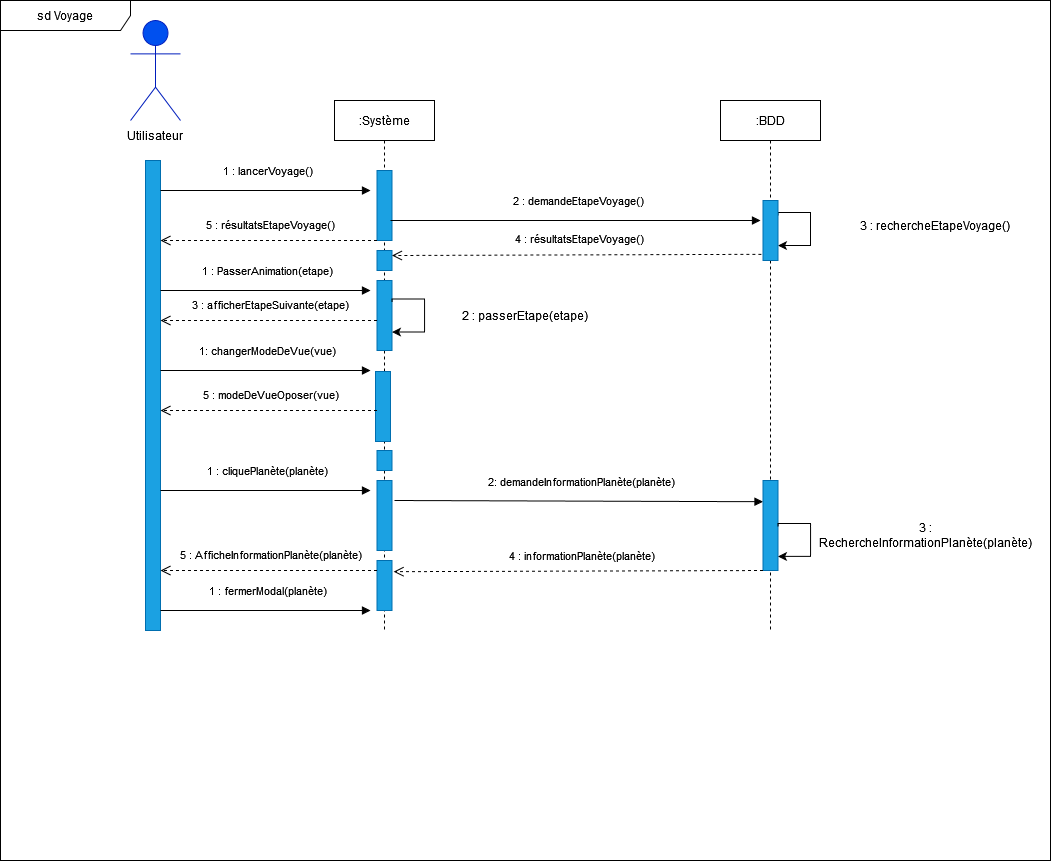 sd Voyage
Utilisateur
:Système
:BDD
1 : lancerVoyage()
2 : demandeEtapeVoyage()
5 : résultatsEtapeVoyage()
3 : rechercheEtapeVoyage()
4 : résultatsEtapeVoyage()
1 : PasserAnimation(etape)
3 : afficherEtapeSuivante(etape)
2 : passerEtape(etape)
1: changerModeDeVue(vue)
5 : modeDeVueOposer(vue)
1 : cliquePlanète(planète)
2: demandeInformationPlanète(planète)
3 :
RechercheInformationPlanète(planète)
5 : AfficheInformationPlanète(planète)
4 : informationPlanète(planète)
1 : fermerModal(planète)